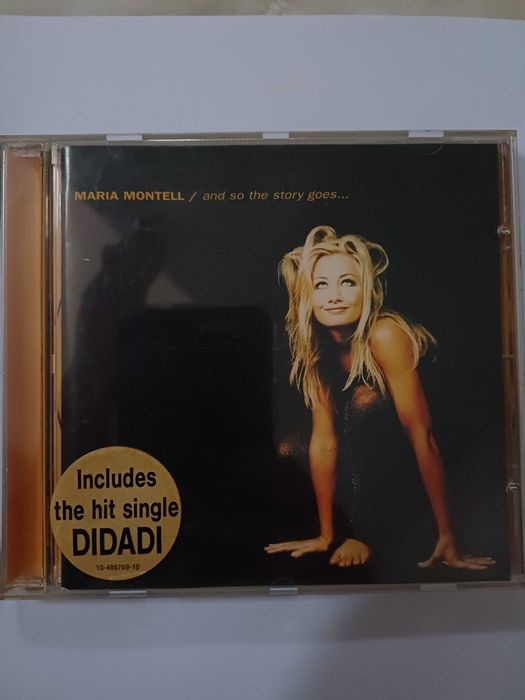 MARIA MONTELL / and so the story goes...
Includes
the hit single
DIDADI
10-486769-10